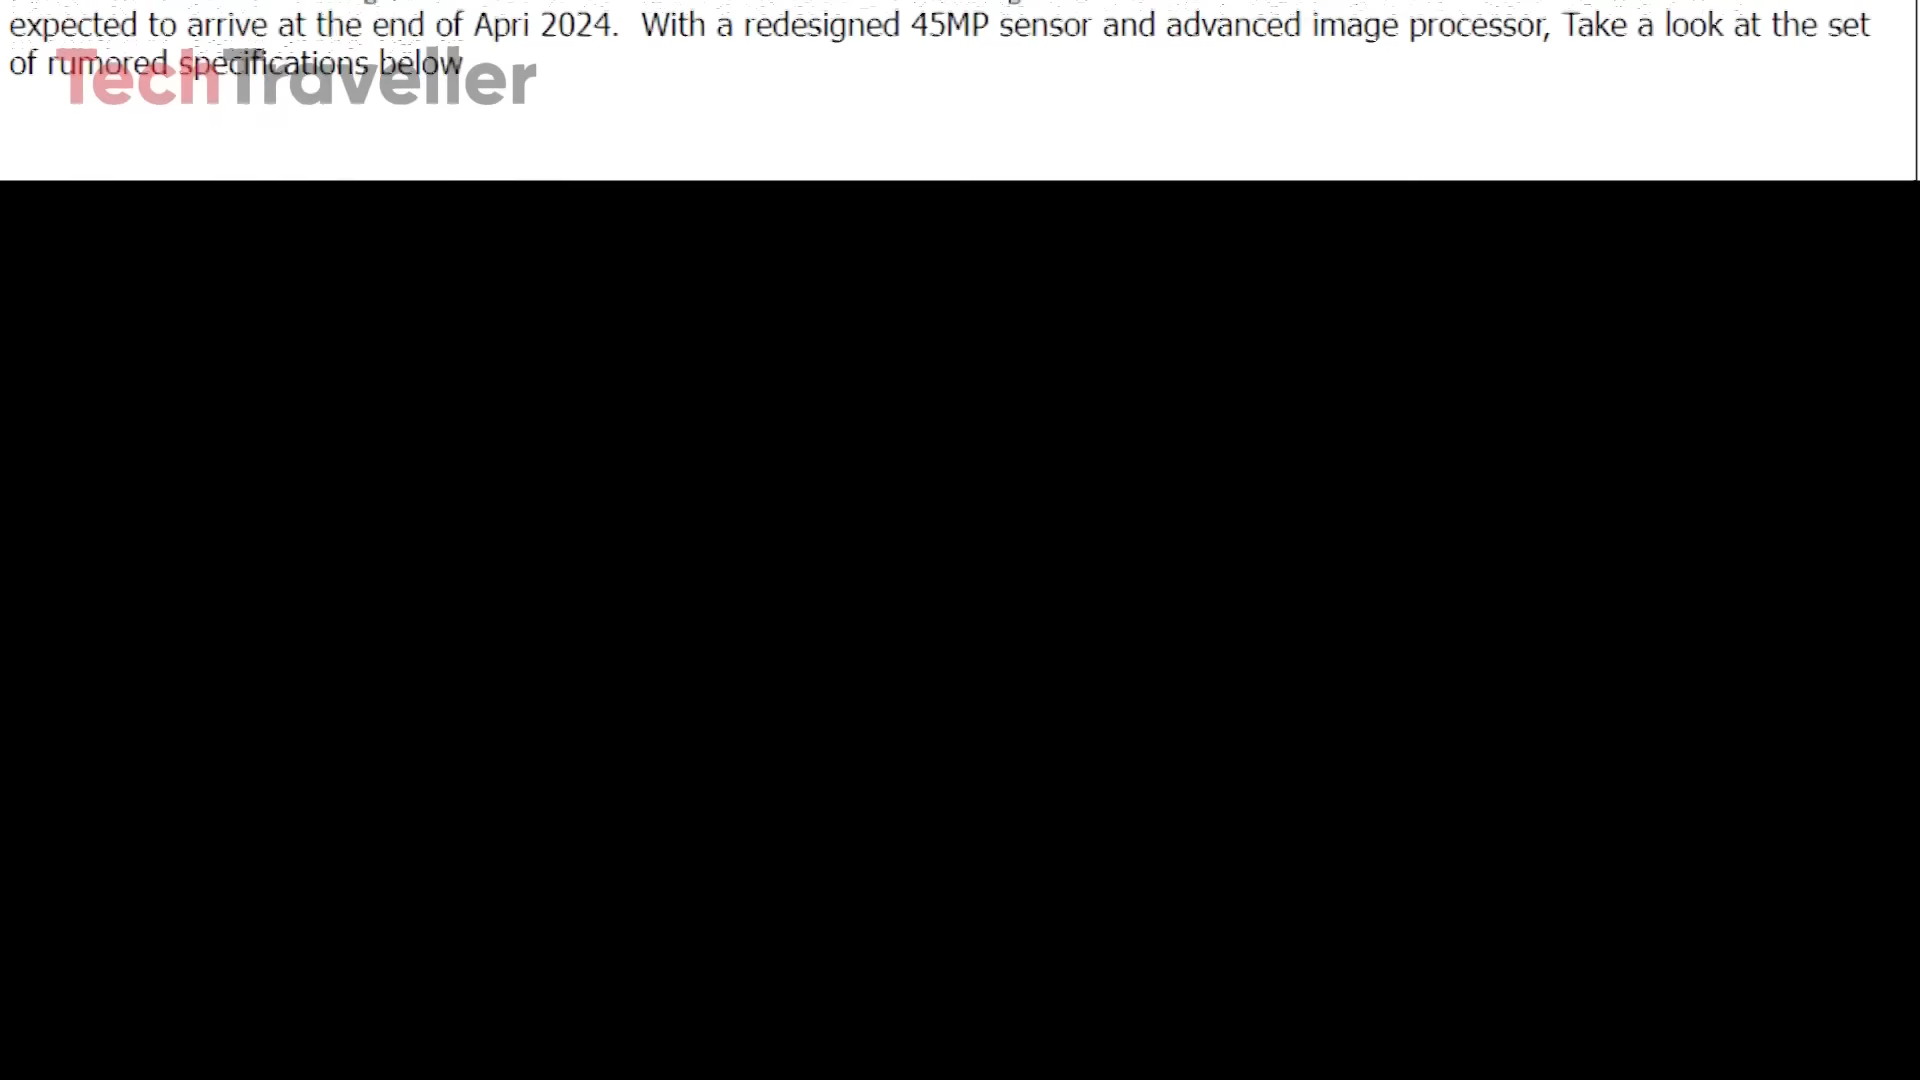 expected to arrive at the end of Apri 2024. With a redesigned 45MP sensor and advanced image processor, Take a look at the set
of rumored specifications below
TechTraveller